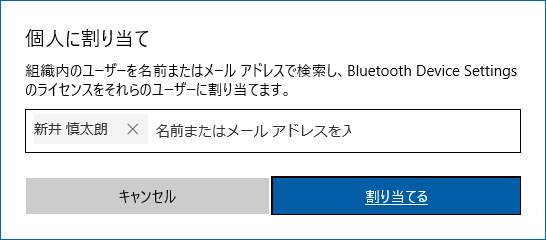 個人に割り当て
組織内のユーザーを名前またはメール アドレスで検索し、Bluetooth Device Settings
のライセンスをそれらのユーザーに割り当てます。
新井 慎太朗 × 名前またはメール アドレスを入
キャンセル 割り当てる